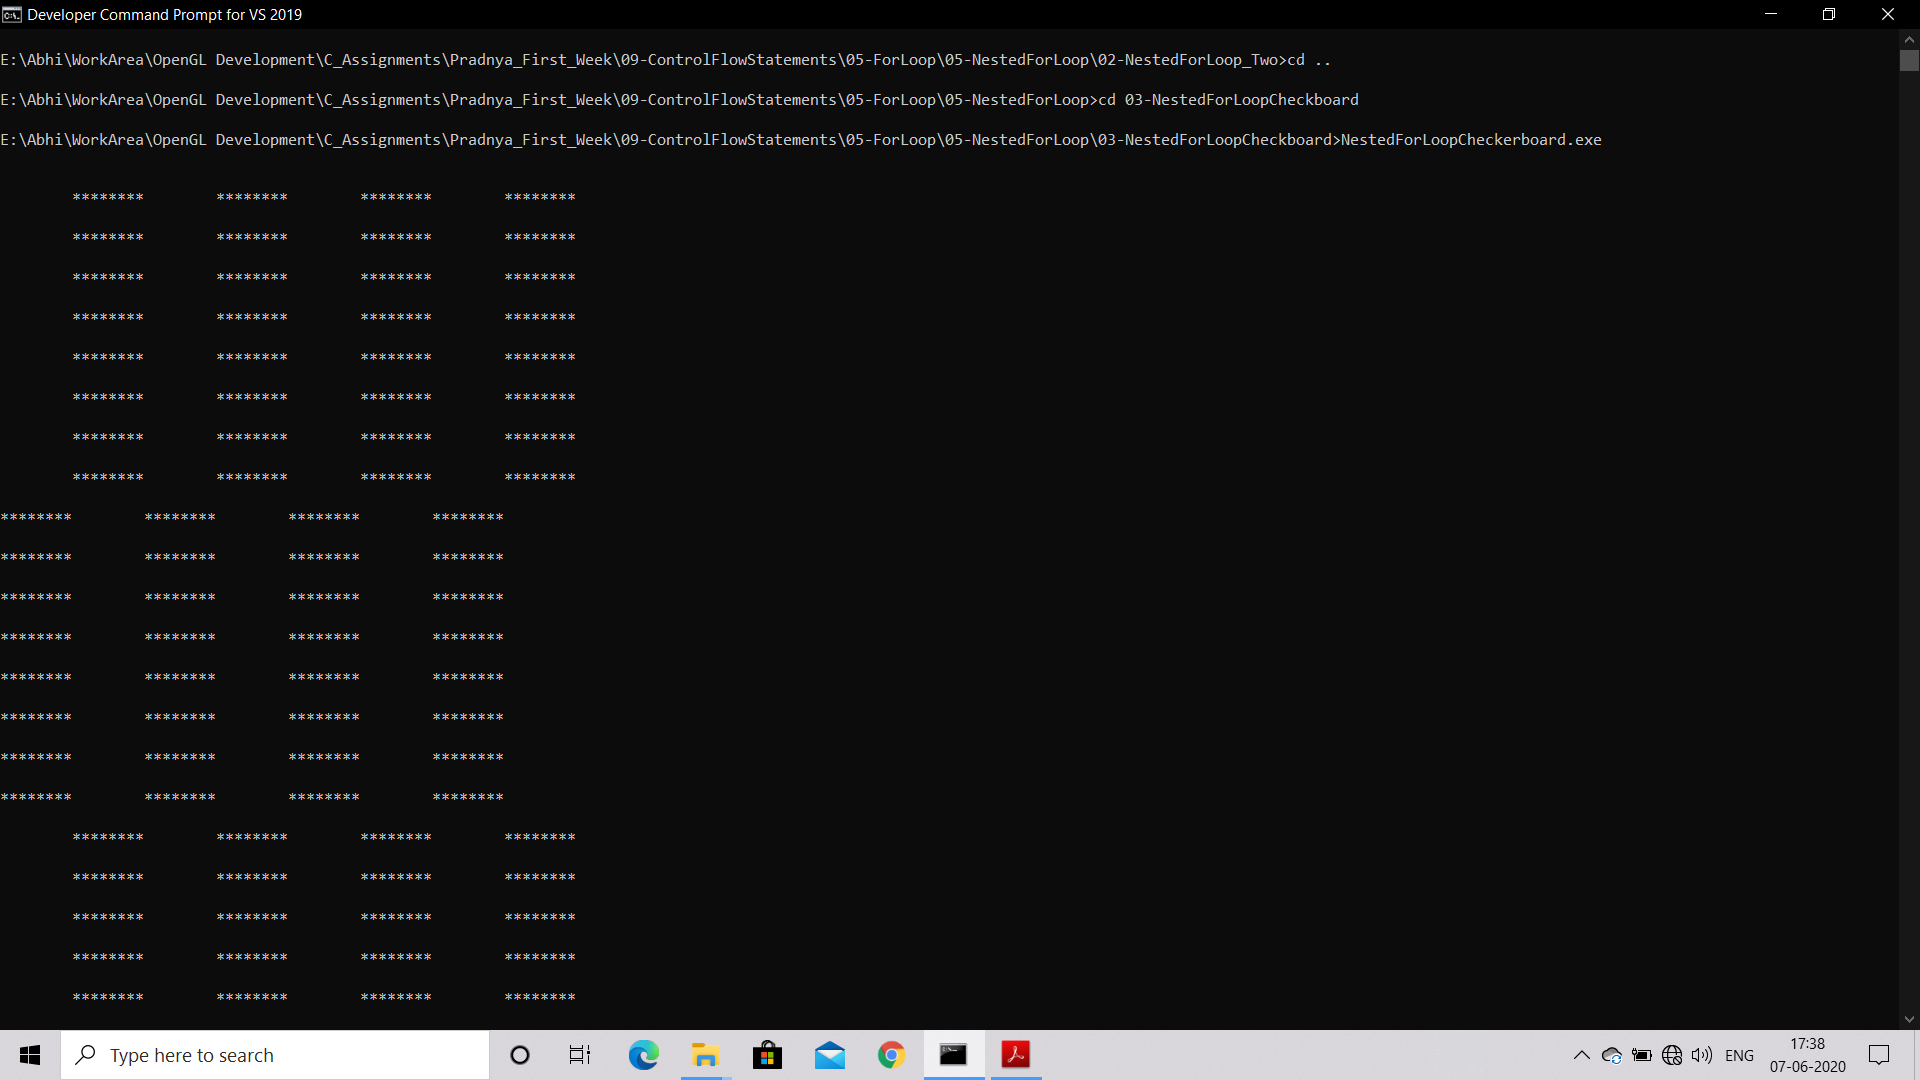 Developer Command Prompt for VS 2019
E:\Abhi\WorkArea\OpenGL Development\C_Assignments\Pradnya_First_Week\09-ControlFlowStatements\05-ForLoop\05-NestedForLoop\02-NestedForLoop_Two>cd ..
E:\Abhi\WorkArea\OpenGL Development\C_Assignments\Pradnya_First_Week\09-ControlFlowStatements\05-ForLoop\05-NestedForLoop>cd 03-NestedForLoopCheckboard
E:\Abhi\WorkArea\OpenGL Development\C_Assignments\Pradnya_First_Week\09-ControlFlowStatements\05-ForLoop\05-NestedForLoop\03-NestedForLoopCheckboard>NestedForLoopCheckerboard.exe
        ********        ********        ********        ********
        ********        ********        ********        ********
        ********        ********        ********        ********
        ********        ********        ********        ********
        ********        ********        ********        ********
        ********        ********        ********        ********
        ********        ********        ********        ********
        ********        ********        ********        ********
********        ********        ********        ********
********        ********        ********        ********
********        ********        ********        ********
********        ********        ********        ********
********        ********        ********        ********
********        ********        ********        ********
********        ********        ********        ********
********        ********        ********        ********
        ********        ********        ********        ********
        ********        ********        ********        ********
        ********        ********        ********        ********
        ********        ********        ********        ********
        ********        ********        ********        ********
Type here to search
ENG
17:38
07-06-2020